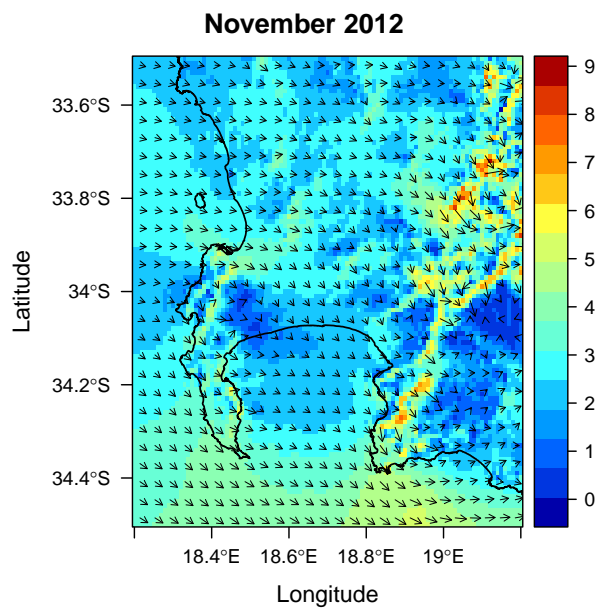 November 2012
33.6°S
33.8°S
34°S
34.2°S
34.4°S
Latitude
18.4°E
18.6°E
18.8°E
19°E
Longitude
9
8
7
6
5
4
3
2
1
0